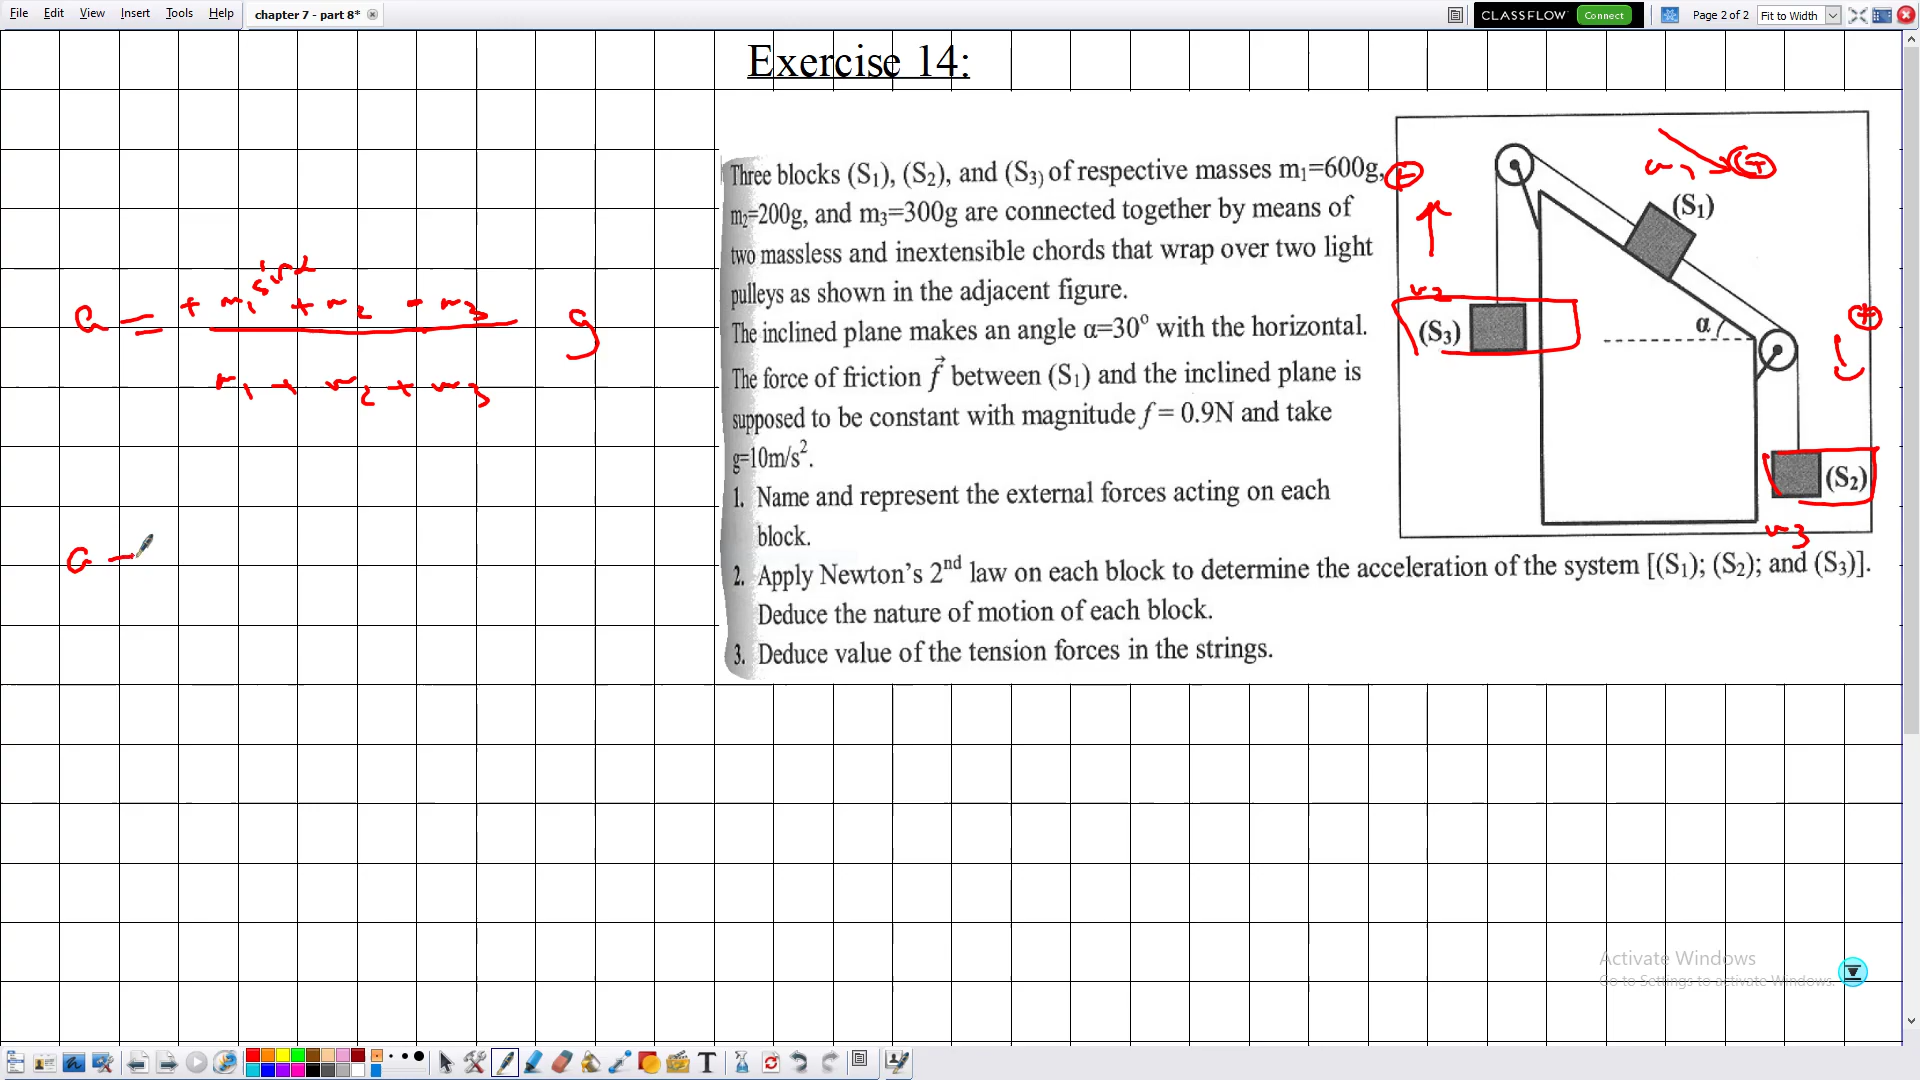 File Edit View Insert Tools Help
chapter 7 - part 8*
CLASSFLOW Connect
Page 2 of 2
Fit to Width
Exercise 14:
Three blocks (S₁), (S₂), and (S₃) of respective masses m₁=600g,
m₂=200g, and m₃=300g are connected together by means of
two massless and inextensible chords that wrap over two light
pulleys as shown in the adjacent figure.
The inclined plane makes an angle α=30° with the horizontal.
The force of friction f⃗ between (S₁) and the inclined plane is
supposed to be constant with magnitude f = 0.9N and take
g=10m/s².
1. Name and represent the external forces acting on each
block.
2. Apply Newton's 2ⁿᵈ law on each block to determine the acceleration of the system [(S₁); (S₂); and (S₃)].
Deduce the nature of motion of each block.
3. Deduce value of the tension forces in the strings.
m₁ +
(S₁)
m₂
(S₃)
α
+
(S₂)
m₃
a = + m₁ sinα + m₂ - m₃ g
m₁ + m₂ + m₃
a -
Activate Windows
Go to Settings to activate Windows.
T